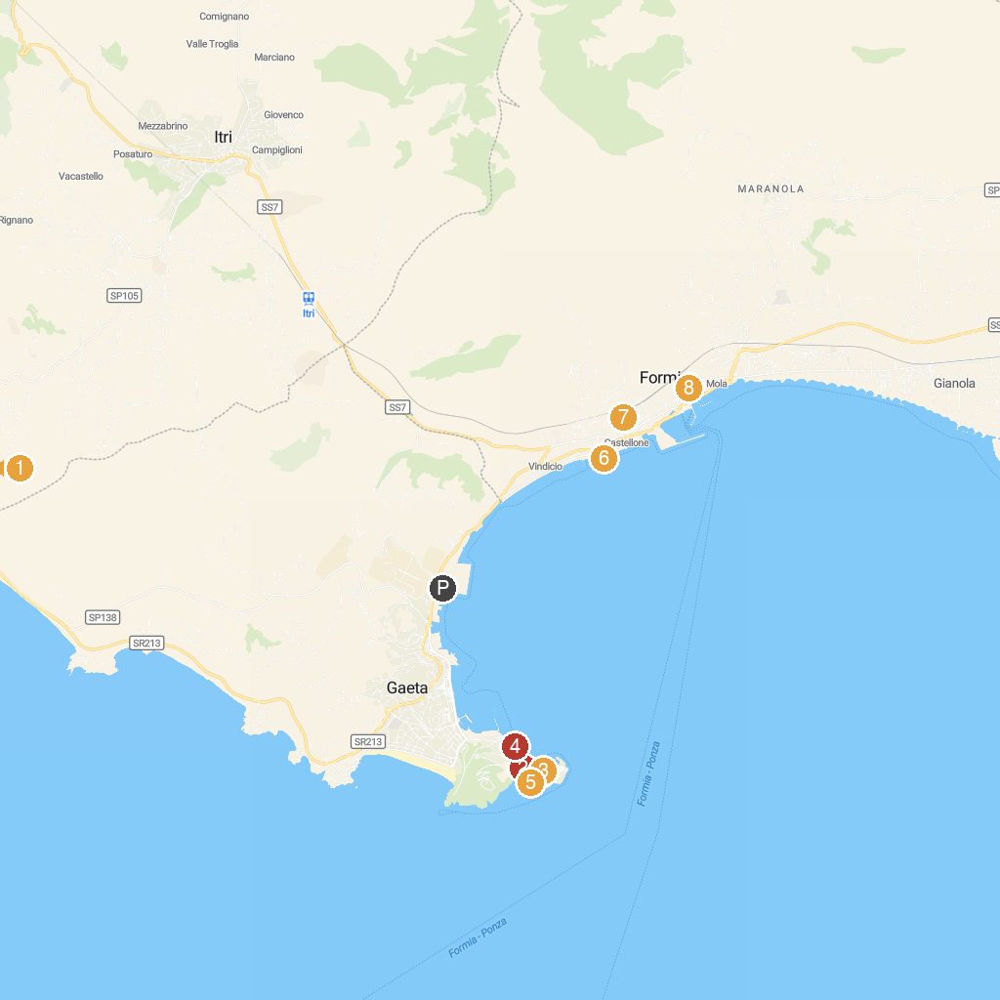 Comignano
Valle Troglia
Marciano
Giovenco
Mezzabrino
Itri
Campiglioni
Posaturo
Vacastello
MARANOLA
SP
SS7
Rignano
SP105
Itri
SS
Formi
8
Mola
Gianola
SS7
7
Castellone
6
Vindicio
1
P
SP138
SR213
Gaeta
SR213
4
3
5
Formia - Ponza
Formia - Ponza